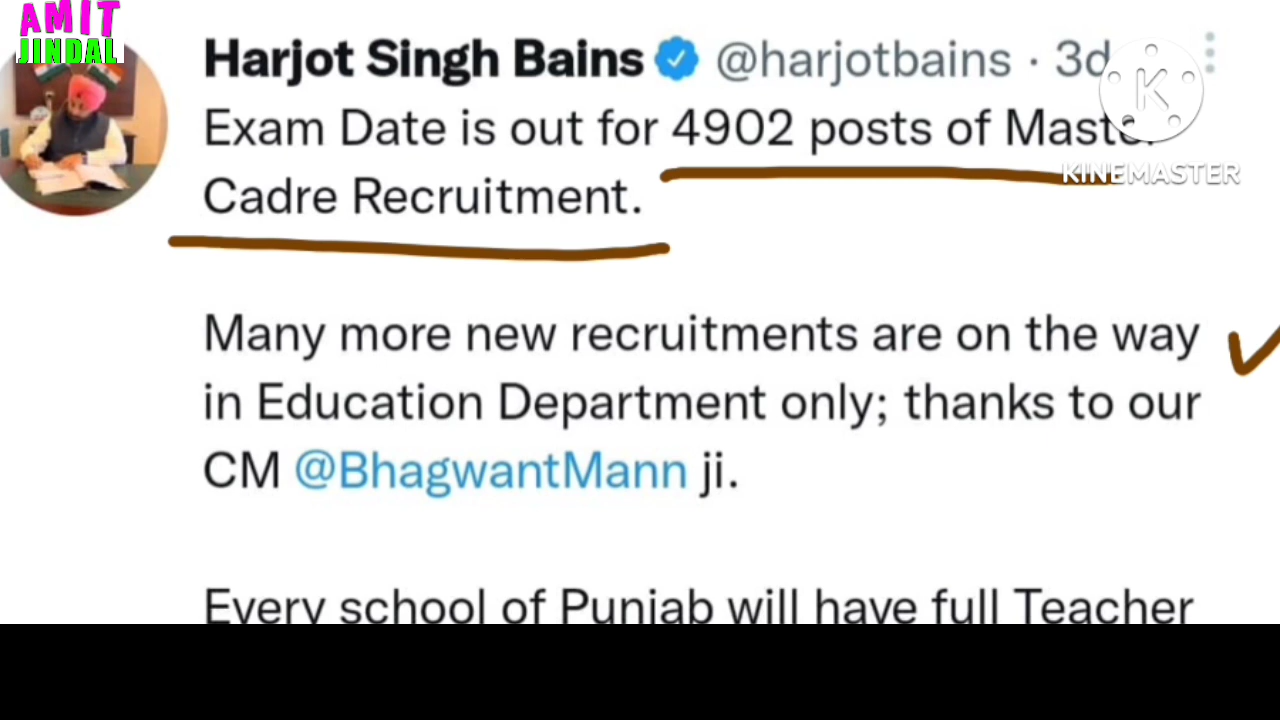 AMIT
JINDAL
Harjot Singh Bains @harjotbains · 3d
Exam Date is out for 4902 posts of Master
Cadre Recruitment.
K
KINEMASTER
Many more new recruitments are on the way
in Education Department only; thanks to our
CM @BhagwantMann ji.
Every school of Punjab will have full Teacher